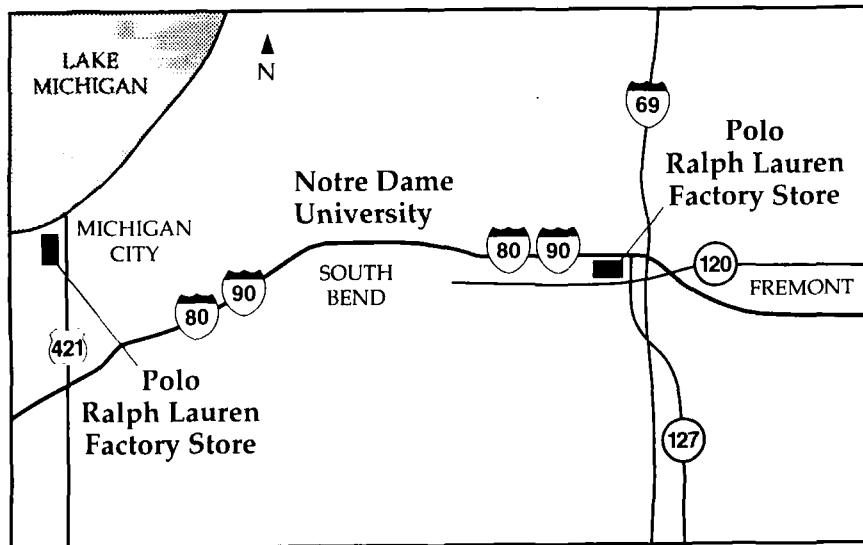 LAKE
MICHIGAN
N
69
Polo
Ralph Lauren
Factory Store
Notre Dame
University
MICHIGAN
CITY
80
90
120
SOUTH
BEND
FREMONT
80
90
421
Polo
Ralph Lauren
Factory Store
127